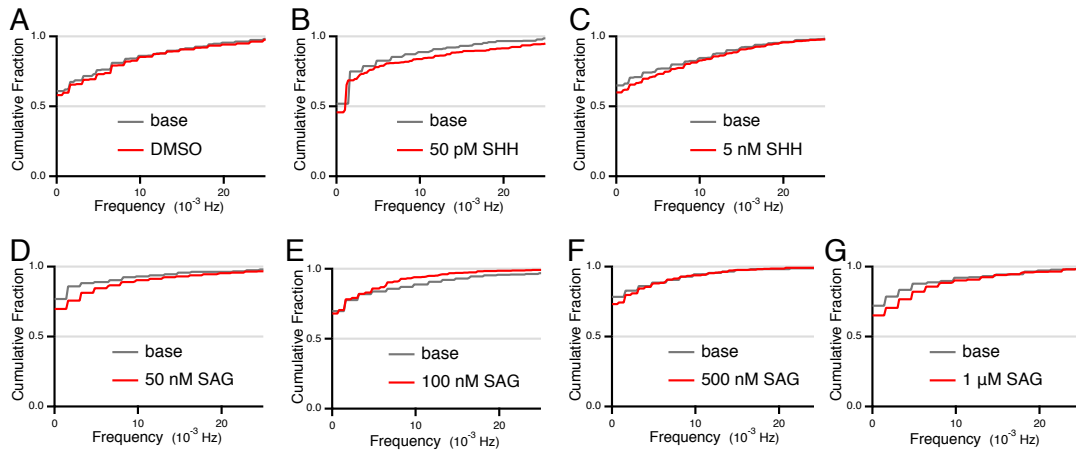 A
Cumulative Fraction
1.0
0.5
0.0
base
DMSO
0
10
20
Frequency (10⁻³ Hz)
B
Cumulative Fraction
1.0
0.5
0.0
base
50 pM SHH
0
10
20
Frequency (10⁻³ Hz)
C
Cumulative Fraction
1.0
0.5
0.0
base
5 nM SHH
0
10
20
Frequency (10⁻³ Hz)
D
Cumulative Fraction
1.0
0.5
0.0
base
50 nM SAG
0
10
20
Frequency (10⁻³ Hz)
E
Cumulative Fraction
1.0
0.5
0.0
base
100 nM SAG
0
10
20
Frequency (10⁻³ Hz)
F
Cumulative Fraction
1.0
0.5
0.0
base
500 nM SAG
0
10
20
Frequency (10⁻³ Hz)
G
Cumulative Fraction
1.0
0.5
0.0
base
1 µM SAG
0
10
20
Frequency (10⁻³ Hz)